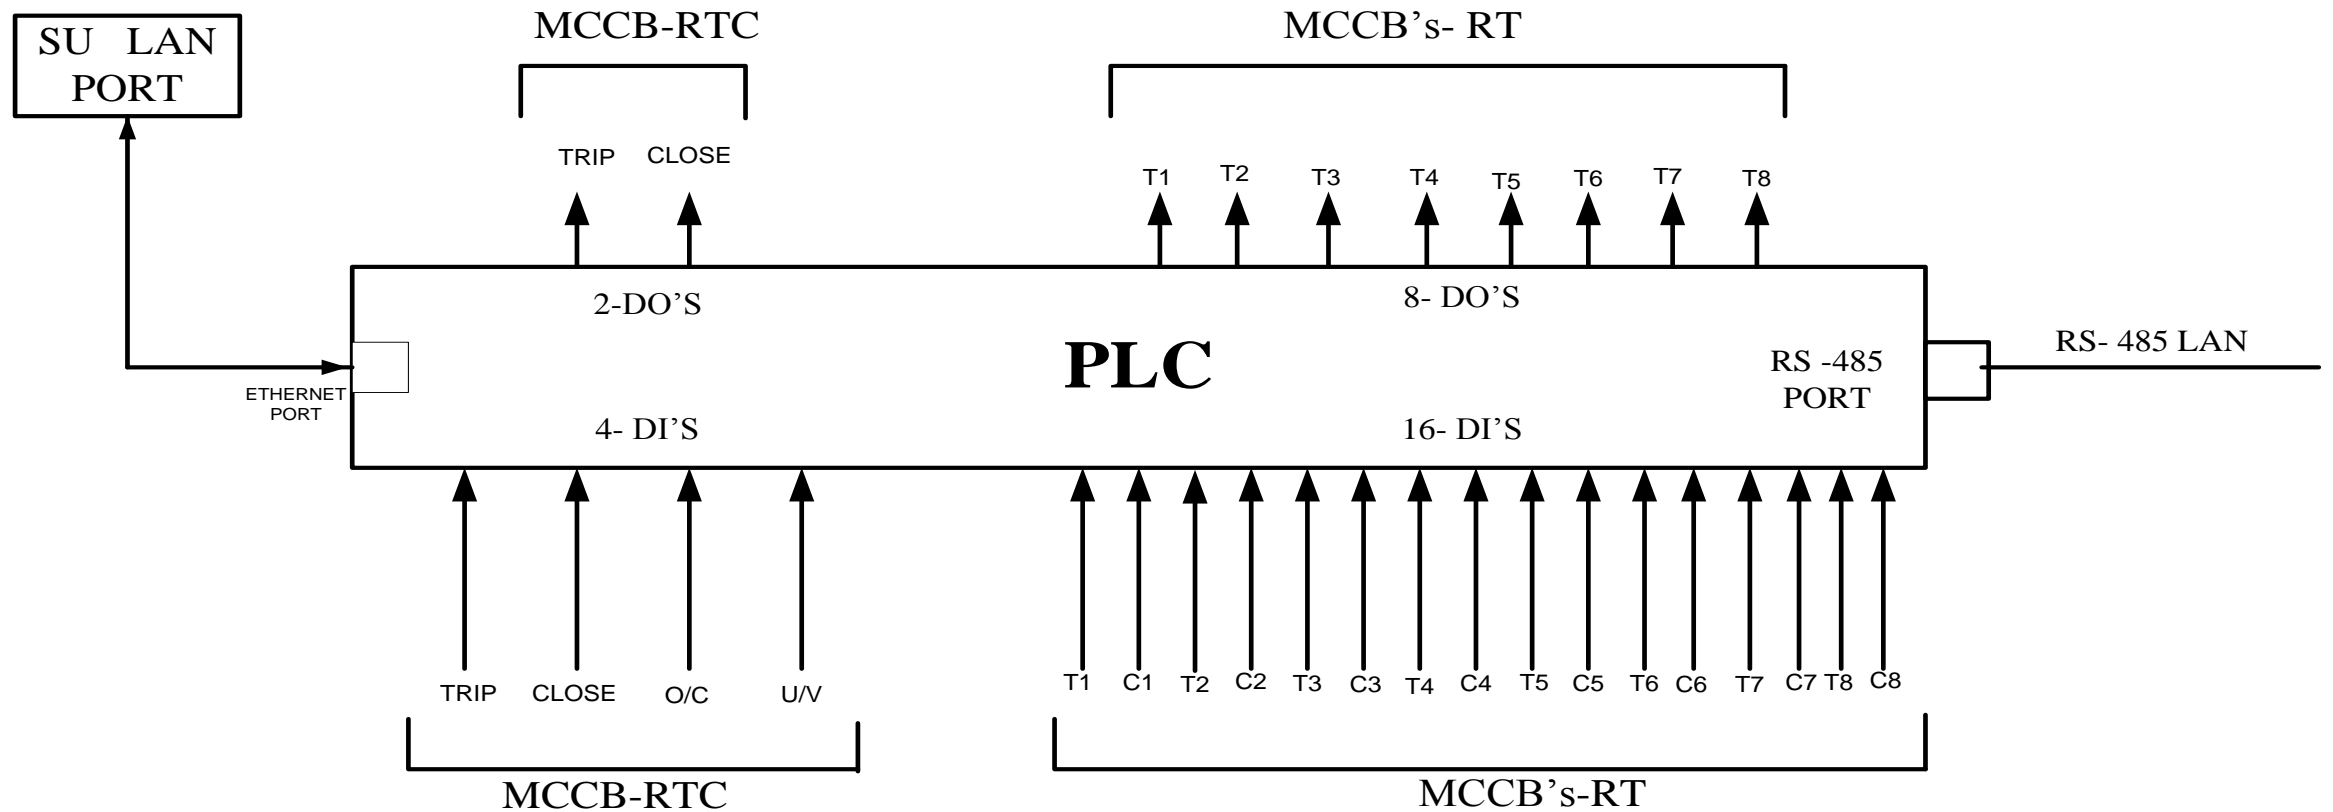 MCCB-RTC
MCCB's- RT
SU LAN
PORT
TRIP
CLOSE
T1
T2
T3
T4
T5
T6
T7
T8
2-DO'S
8- DO'S
PLC
RS -485
PORT
RS- 485 LAN
ETHERNET
PORT
4- DI'S
16- DI'S
TRIP
CLOSE
O/C
U/V
T1
C1
T2
C2
T3
C3
T4
C4
T5
C5
T6
C6
T7
C7
T8
C8
MCCB-RTC
MCCB's-RT